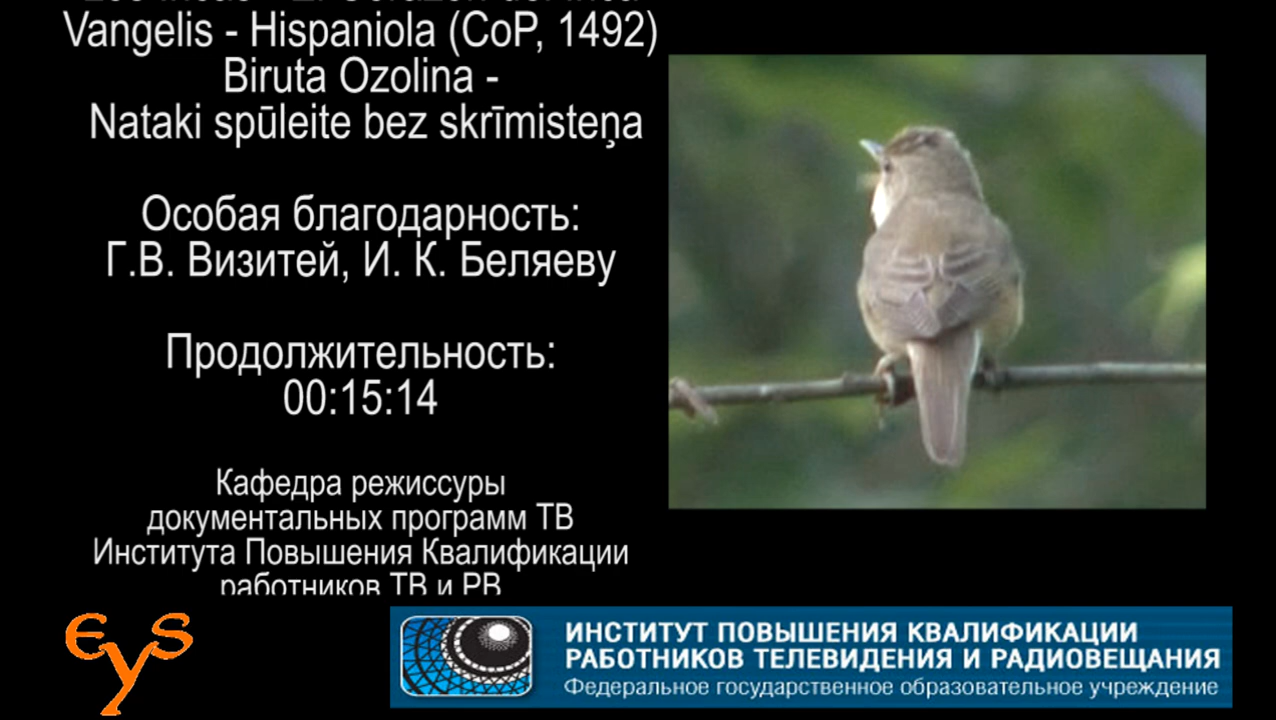 Vangelis - Hispaniola (CoP, 1492)
Biruta Ozolina -
Nataki spūleite bez skrīmisteņa
Особая благодарность:
Г.В. Визитей, И. К. Беляеву
Продолжительность:
00:15:14
Кафедра режиссуры
документальных программ ТВ
Института Повышения Квалификации
работников ТВ и РВ
EYS
ИНСТИТУТ ПОВЫШЕНИЯ КВАЛИФИКАЦИИ
РАБОТНИКОВ ТЕЛЕВИДЕНИЯ И РАДИОВЕЩАНИЯ
Федеральное государственное образовательное учреждение